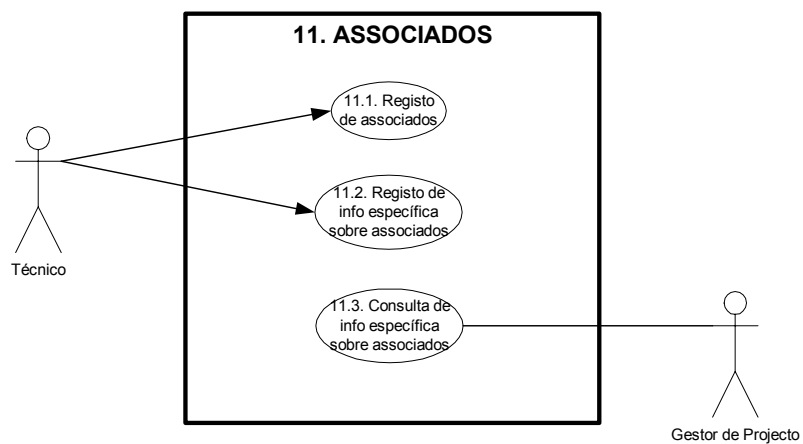 11. ASSOCIADOS
11.1. Registo
de associados
11.2. Registo de
info específica
sobre associados
Técnico
11.3. Consulta de
info específica
sobre associados
Gestor de Projecto